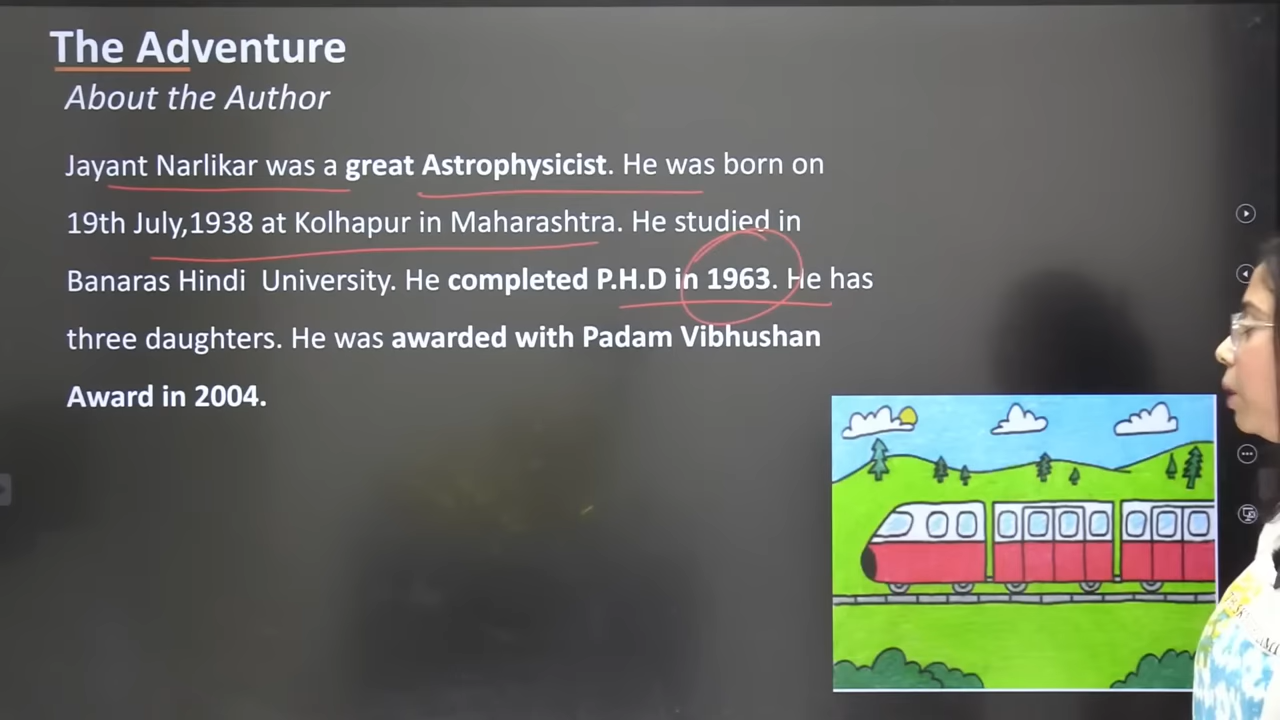 The Adventure
About the Author
Jayant Narlikar was a great Astrophysicist. He was born on
19th July,1938 at Kolhapur in Maharashtra. He studied in
Banaras Hindi University. He completed P.H.D in 1963. He has
three daughters. He was awarded with Padam Vibhushan
Award in 2004.